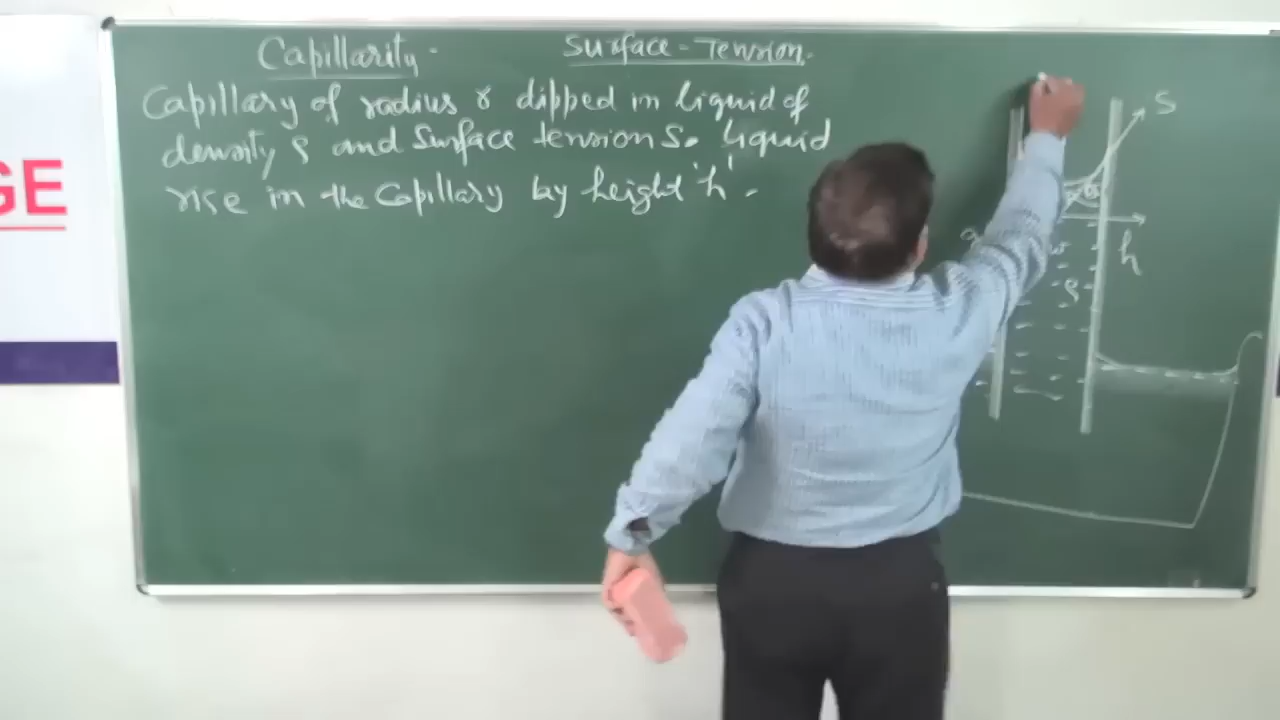 GE
Capillarity.
Surface-Tension.
Capillary of radius r dipped in liquid of
density ρ and Surface tension S. Liquid
rise in the Capillary by height 'h'.
S
θ
h
ρ